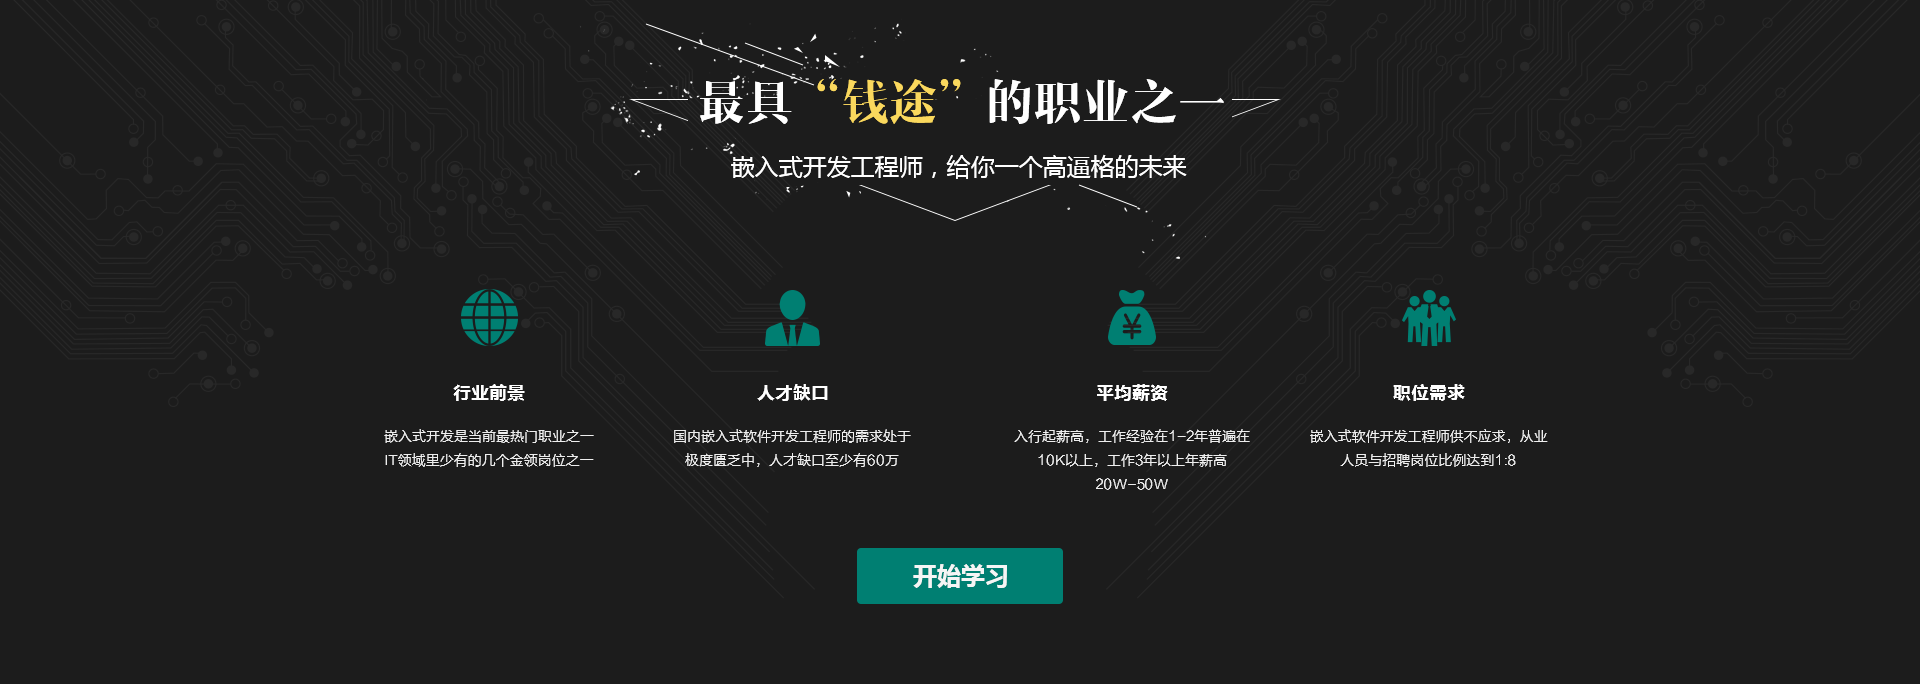 最具“钱途”的职业之一
嵌入式开发工程师，给你一个高逼格的未来
行业前景
嵌入式开发是当前最热门职业之一
IT领域里少有的几个金领岗位之一
人才缺口
国内嵌入式软件开发工程师的需求处于
极度匮乏中，人才缺口至少有60万
平均薪资
入行起薪高，工作经验在1-2年普遍在
10K以上，工作3年以上年薪高
20W-50W
职位需求
嵌入式软件开发工程师供不应求，从业
人员与招聘岗位比例达到1:8
开始学习